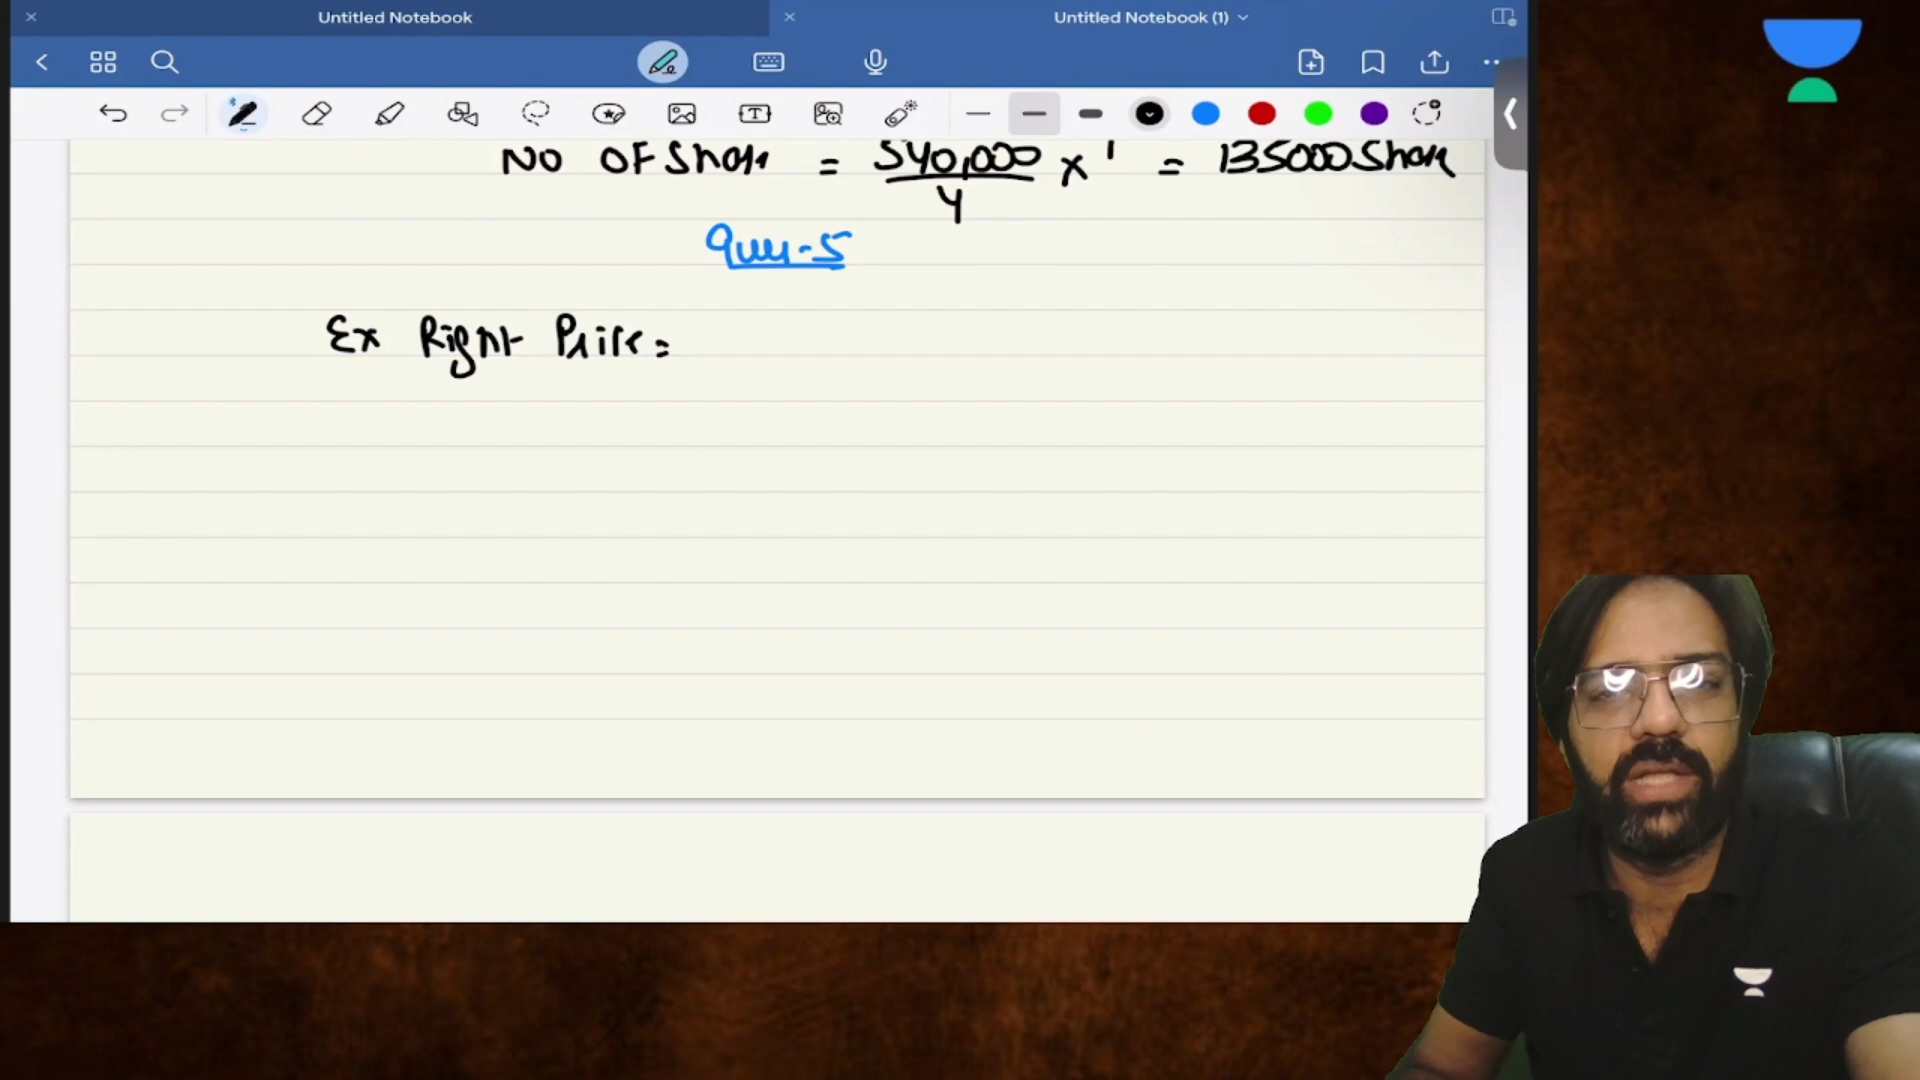 Untitled Notebook
Untitled Notebook (1)
NO OF Share = 540,000 x 1 = 135000 Share
4
Ques-5
Ex Right Price =